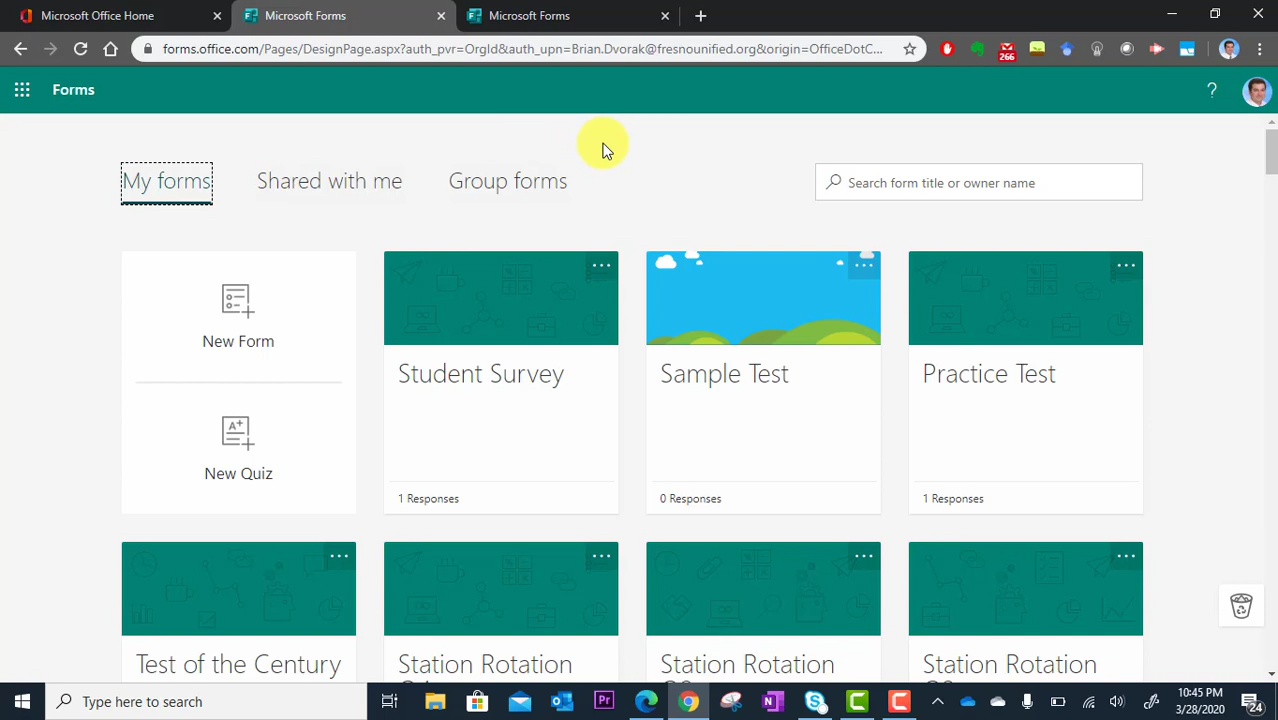 Microsoft Office Home
Microsoft Forms
Microsoft Forms
forms.office.com/Pages/DesignPage.aspx?auth_pvr=OrgId&auth_upn=Brian.Dvorak@fresnounified.org&origin=OfficeDotC...
266
Forms
?
My forms
Shared with me
Group forms
Search form title or owner name
New Form
New Quiz
Student Survey
1 Responses
Sample Test
0 Responses
Practice Test
1 Responses
Test of the Century
Station Rotation
Station Rotation
Station Rotation
Type here to search
Pr
10:45 PM
3/28/2020
24